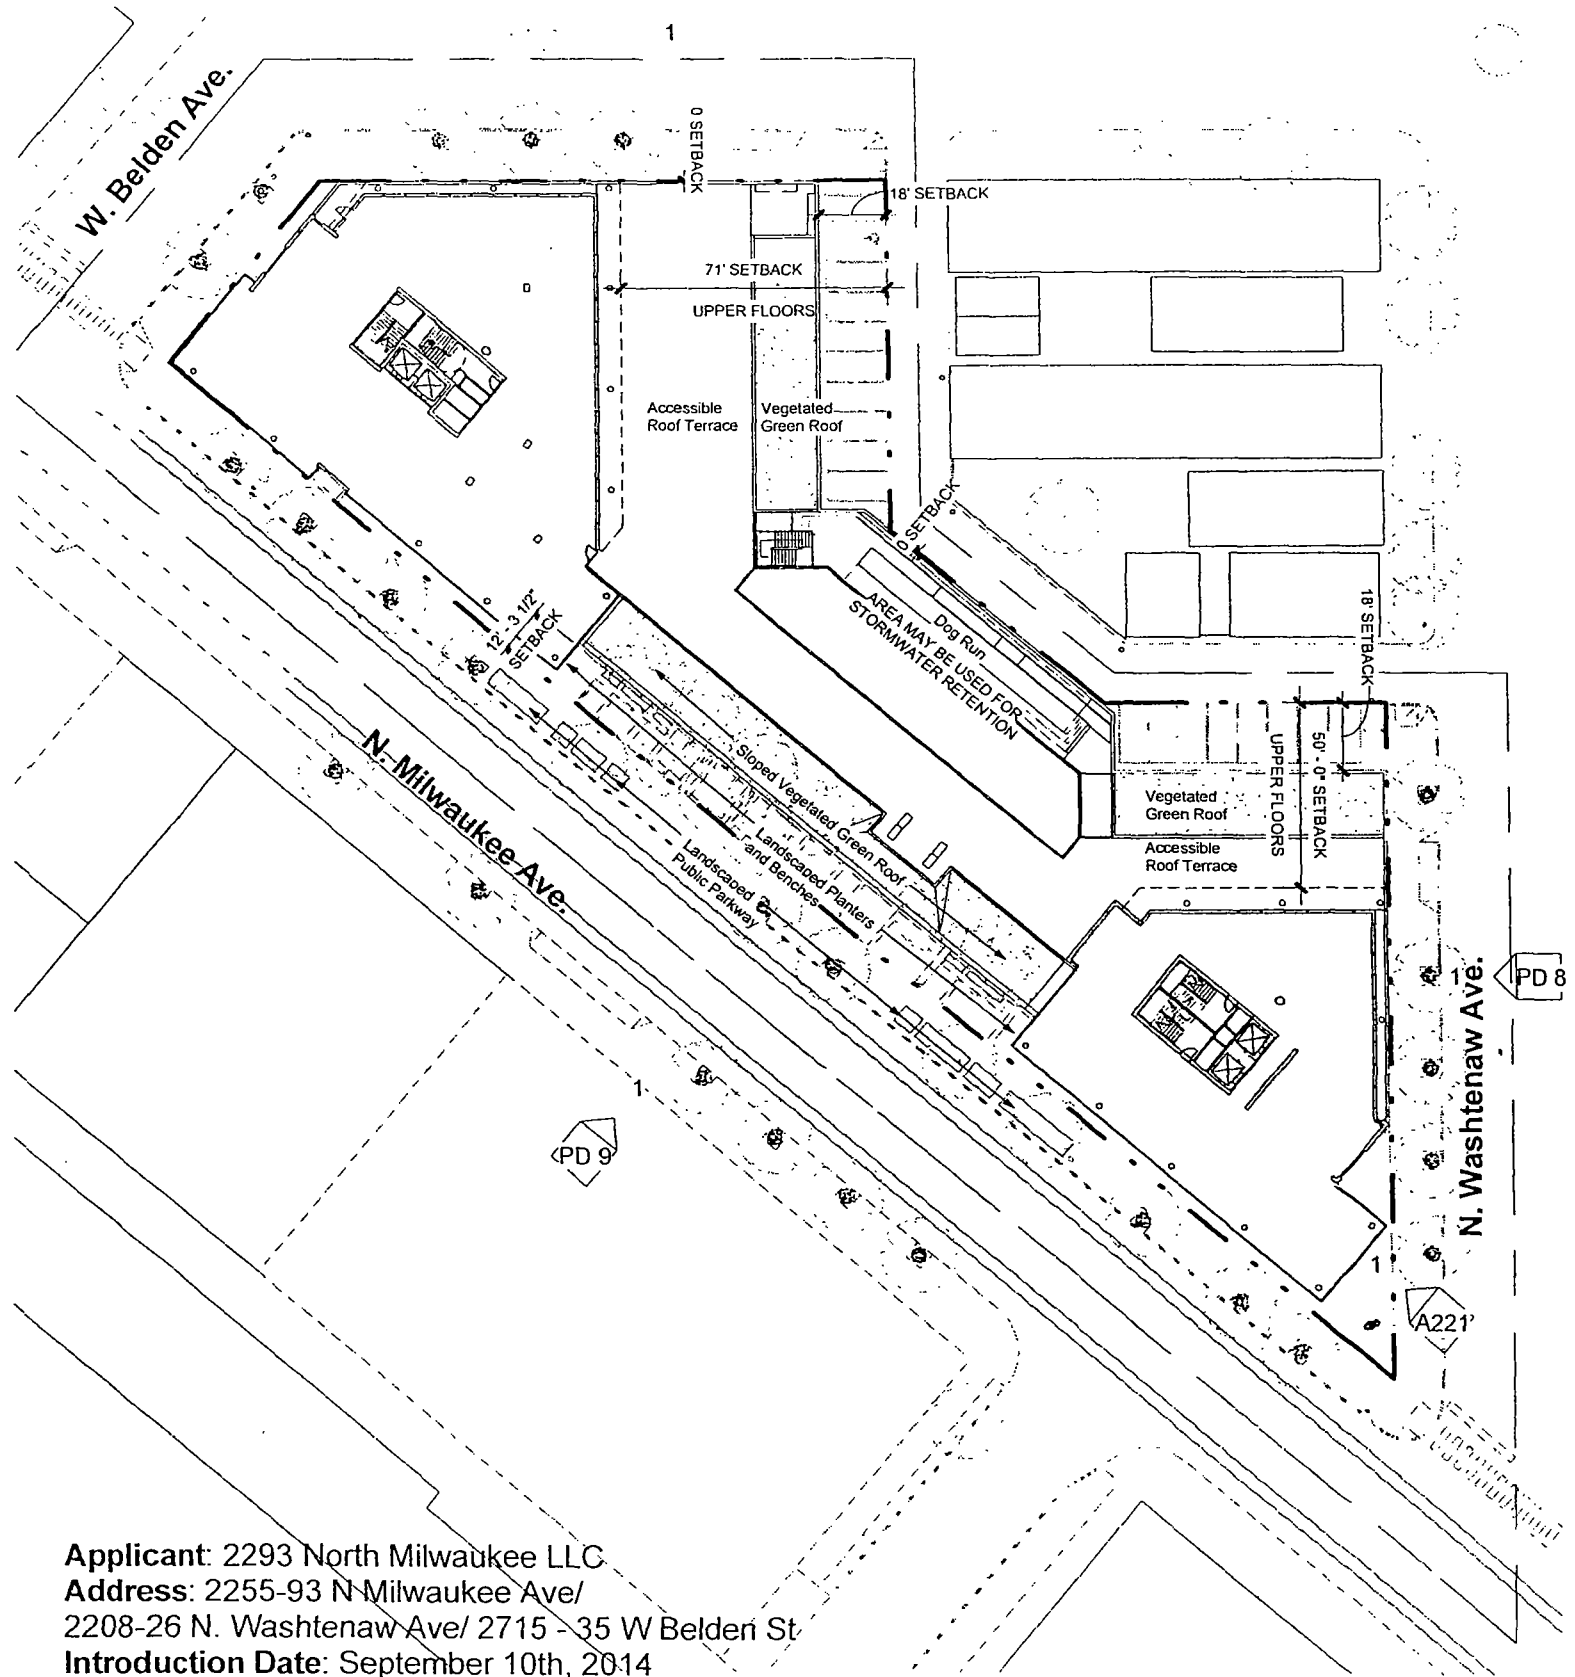 1
W. Belden Ave.
0 SETBACK
18' SETBACK
71' SETBACK
UPPER FLOORS
Accessible
Roof Terrace
Vegetated
Green Roof
0 SETBACK
12' - 3 1/2"
SETBACK
Dog Run
AREA MAY BE USED FOR
STORMWATER RETENTION
18' SETBACK
50' - 0" SETBACK
UPPER FLOORS
N. Milwaukee Ave.
Sloped Vegetated Green Roof
Landscaped Planters
and Benches
Landscaped
Public Parkway
Vegetated
Green Roof
Accessible
Roof Terrace
1
PD 8
N. Washtenaw Ave.
1
PD 9
1
A221'
Applicant: 2293 North Milwaukee LLC
Address: 2255-93 N Milwaukee Ave/
2208-26 N. Washtenaw Ave/ 2715 - 35 W Belden St
Introduction Date: September 10th, 2014